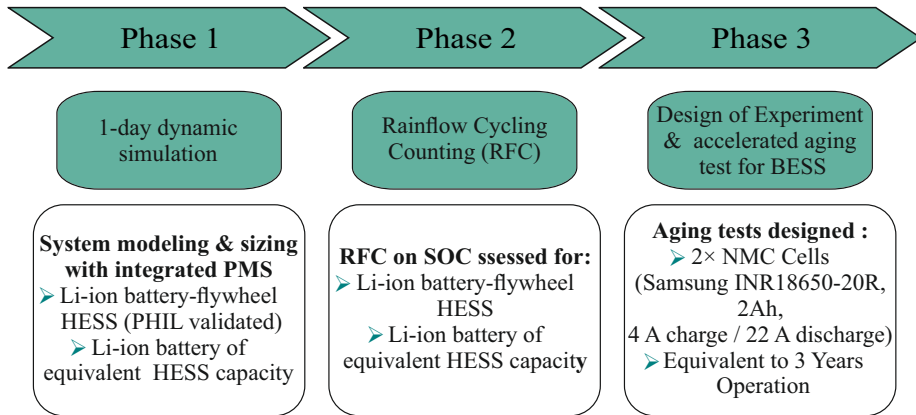 Phase 1
Phase 2
Phase 3
1-day dynamic
simulation
Rainflow Cycling
Counting (RFC)
Design of Experiment
& accelerated aging
test for BESS
System modeling & sizing
with integrated PMS
➢ Li-ion battery-flywheel
HESS (PHIL validated)
➢ Li-ion battery of
equivalent HESS capacity
RFC on SOC ssessed for:
➢ Li-ion battery-flywheel
HESS
➢ Li-ion battery of
equivalent HESS capacity
Aging tests designed :
➢ 2× NMC Cells
(Samsung INR18650-20R,
2Ah,
4 A charge / 22 A discharge)
➢ Equivalent to 3 Years
Operation